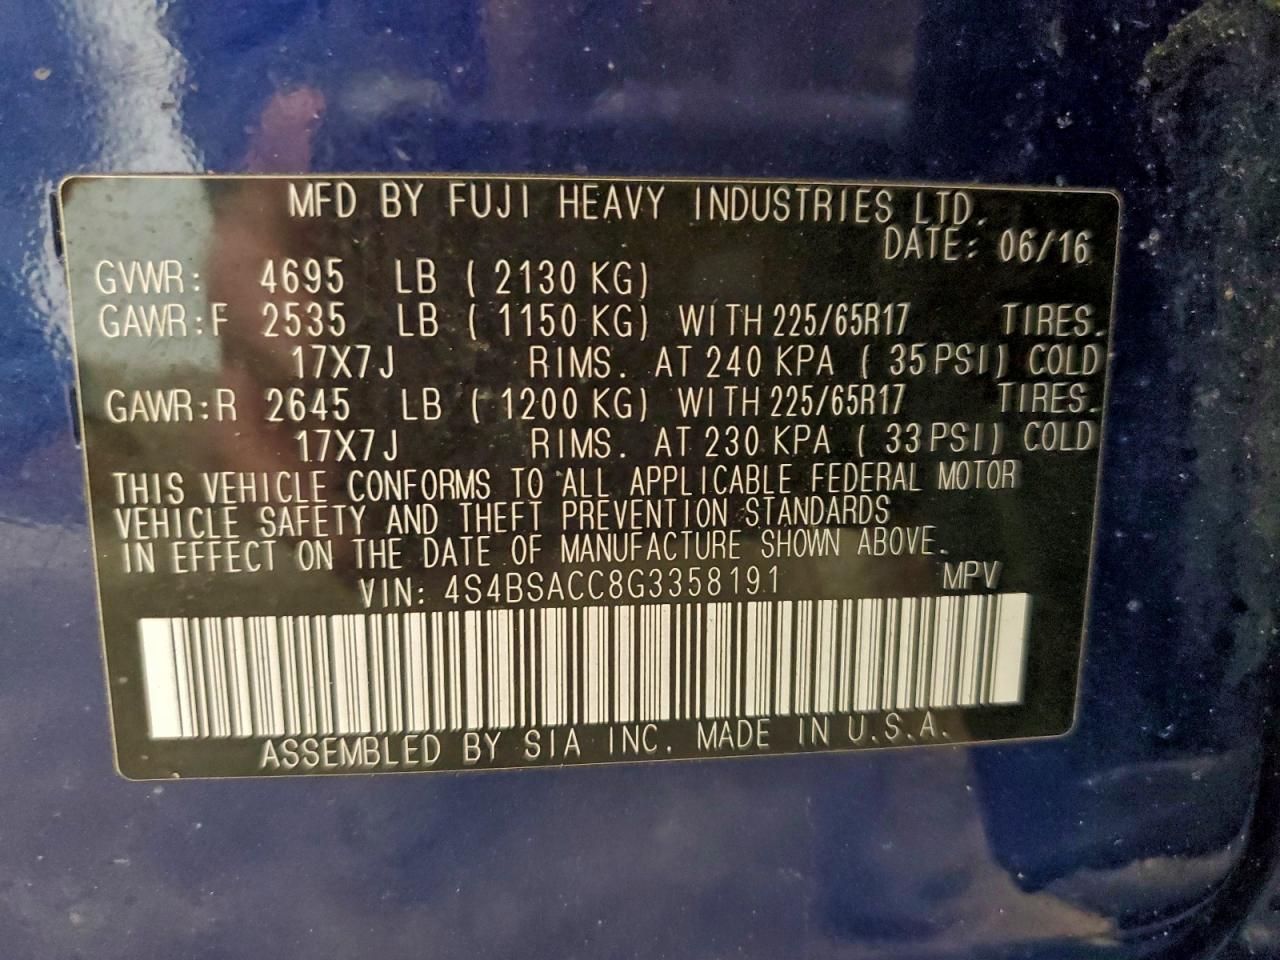 MFD BY FUJI HEAVY INDUSTRIES LTD.
DATE: 06/16
GVWR: 4695 LB ( 2130 KG)
GAWR:F 2535 LB ( 1150 KG) WITH 225/65R17 TIRES.
17X7J RIMS. AT 240 KPA ( 35 PSI) COLD
GAWR:R 2645 LB ( 1200 KG) WITH 225/65R17 TIRES.
17X7J RIMS. AT 230 KPA ( 33 PSI) COLD
THIS VEHICLE CONFORMS TO ALL APPLICABLE FEDERAL MOTOR
VEHICLE SAFETY AND THEFT PREVENTION STANDARDS
IN EFFECT ON THE DATE OF MANUFACTURE SHOWN ABOVE.
VIN: 4S4BSACC8G3358191 MPV
ASSEMBLED BY SIA INC. MADE IN U.S.A.